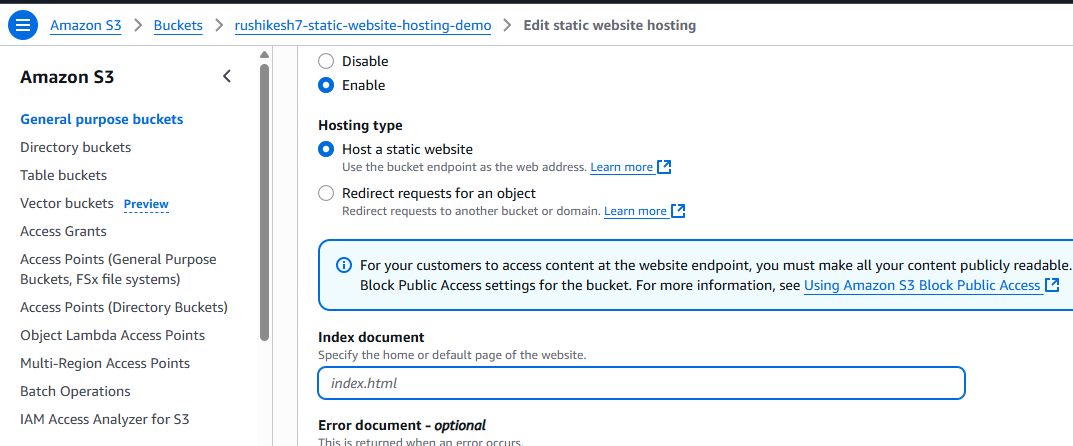 Amazon S3 > Buckets > rushikesh7-static-website-hosting-demo > Edit static website hosting
Amazon S3
General purpose buckets
Directory buckets
Table buckets
Vector buckets Preview
Access Grants
Access Points (General Purpose
Buckets, FSx file systems)
Access Points (Directory Buckets)
Object Lambda Access Points
Multi-Region Access Points
Batch Operations
IAM Access Analyzer for S3
Disable
Enable
Hosting type
Host a static website
Use the bucket endpoint as the web address. Learn more
Redirect requests for an object
Redirect requests to another bucket or domain. Learn more
For your customers to access content at the website endpoint, you must make all your content publicly readable.
Block Public Access settings for the bucket. For more information, see Using Amazon S3 Block Public Access
Index document
Specify the home or default page of the website.
index.html
Error document - optional
This is returned when an error occurs.